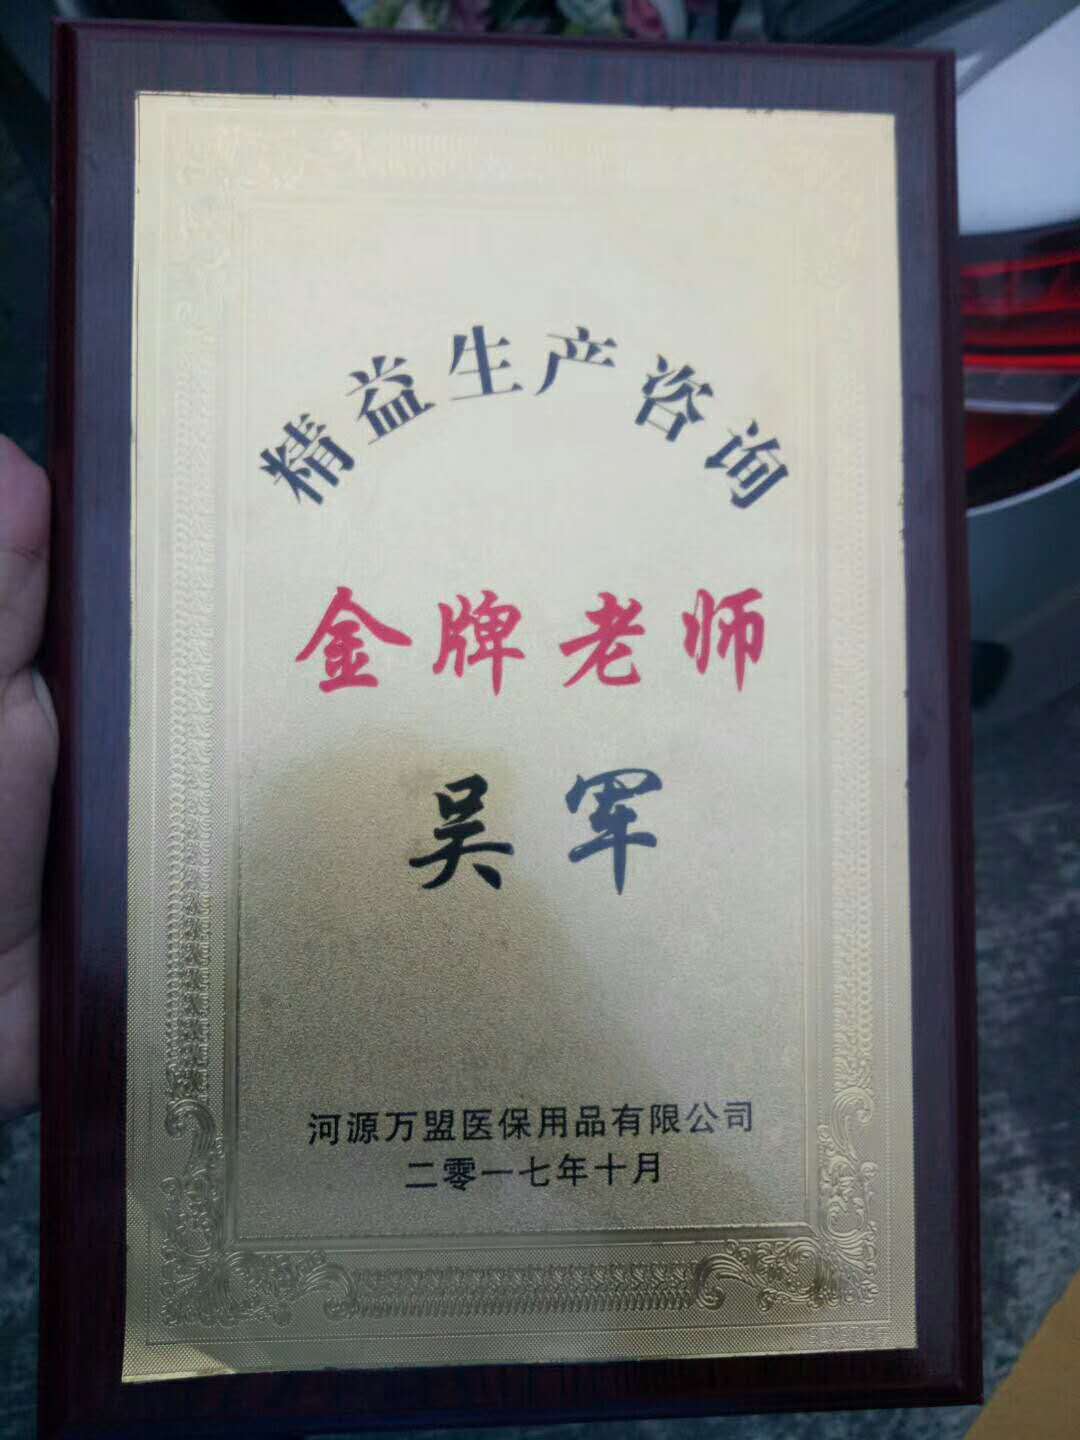 精益生产咨询
金牌老师
吴军
河源万盟医保用品有限公司
二零一七年十月